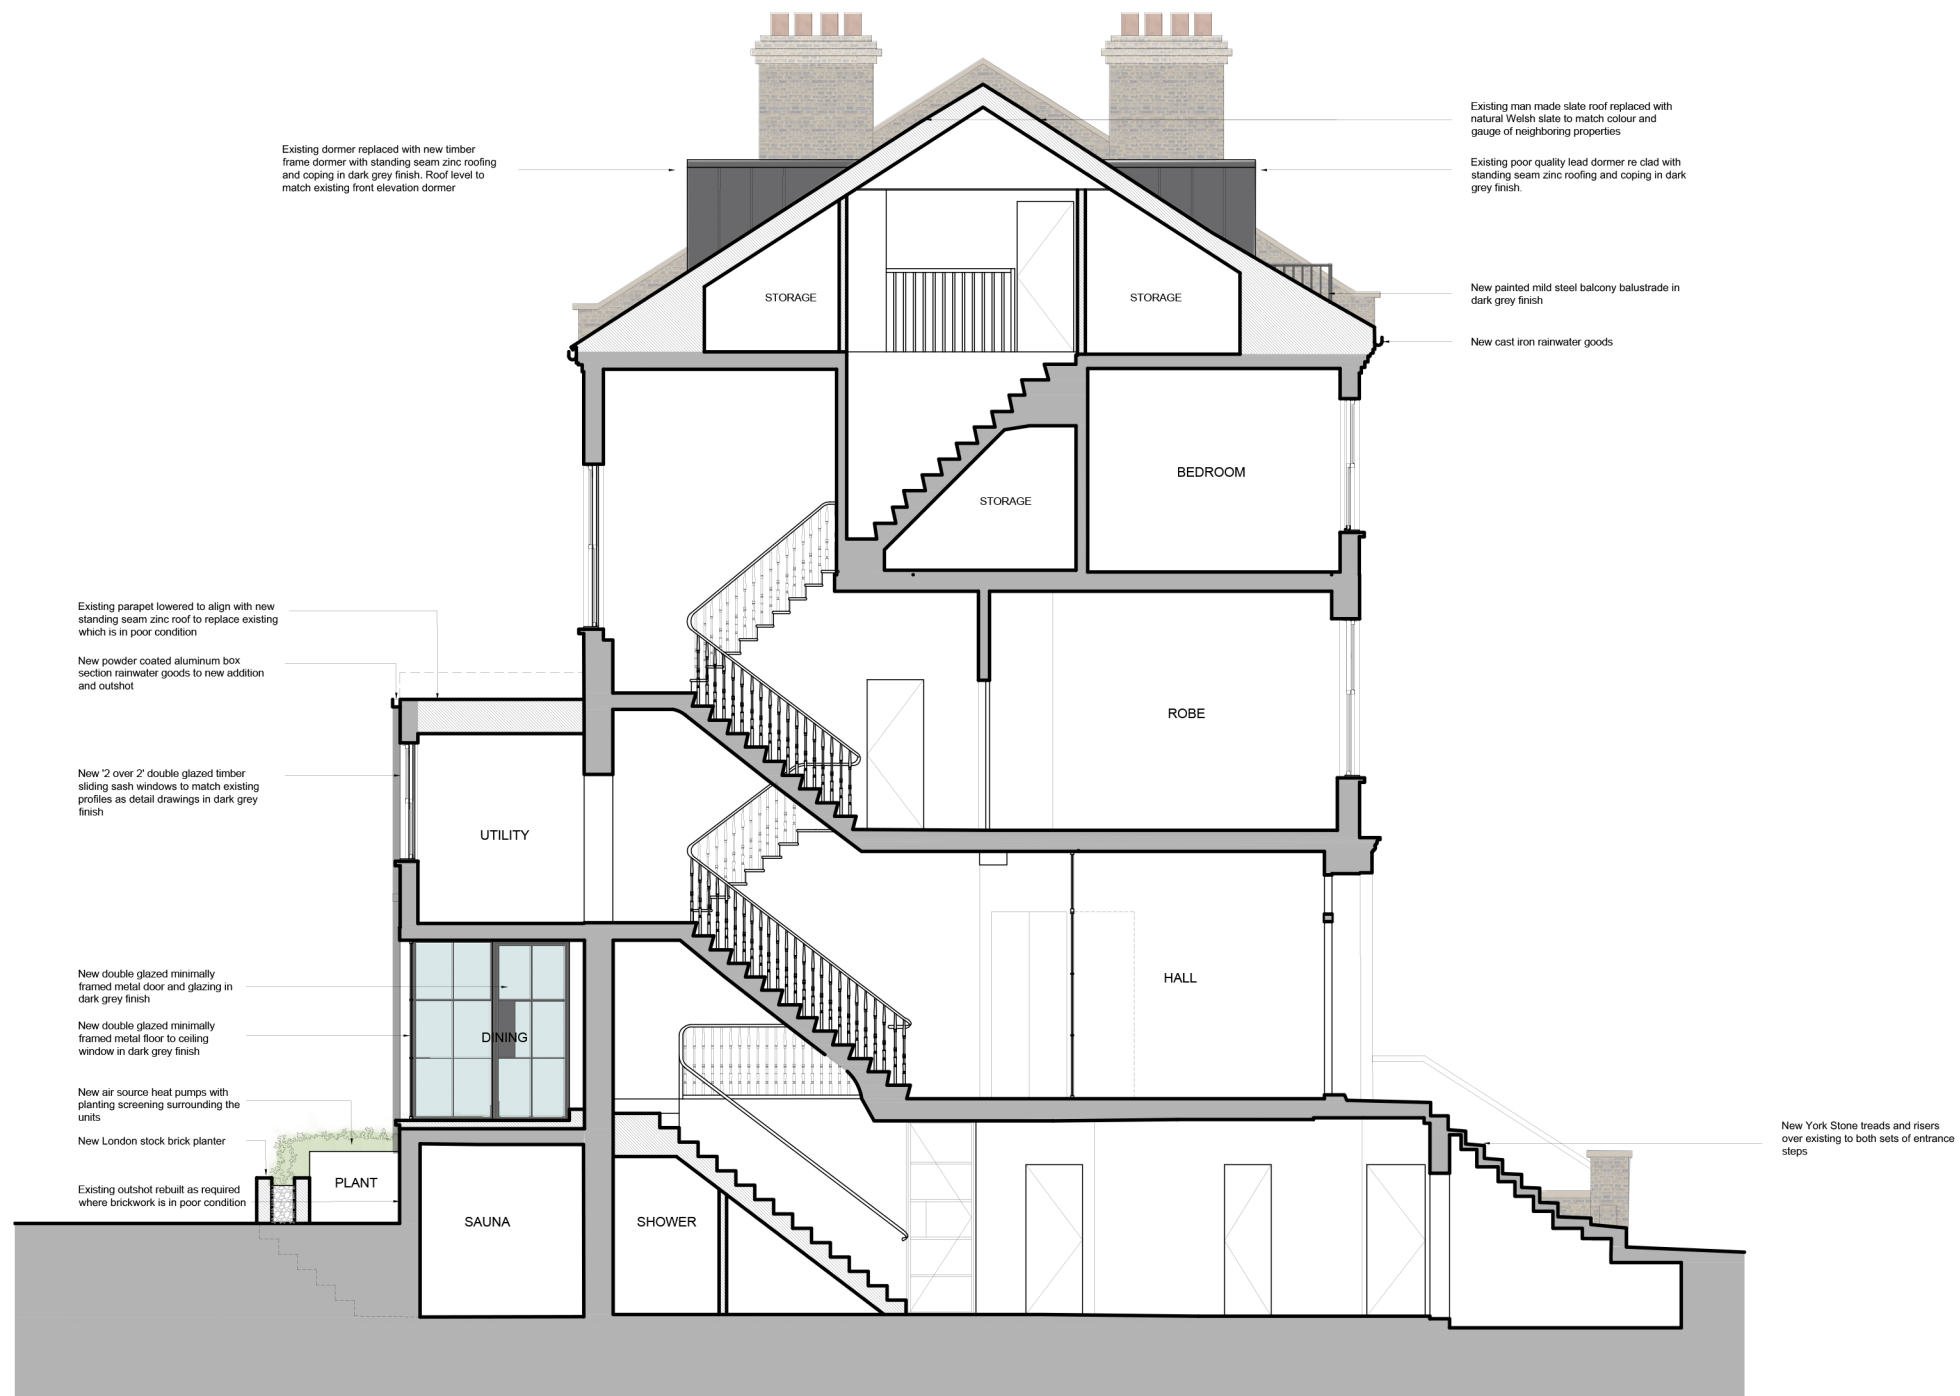 Existing man made slate roof replaced with
natural Welsh slate to match colour and
gauge of neighboring properties
Existing dormer replaced with new timber
frame dormer with standing seam zinc roofing
and coping in dark grey finish. Roof level to
match existing front elevation dormer
Existing poor quality lead dormer re clad with
standing seam zinc roofing and coping in dark
grey finish.
STORAGE
STORAGE
New painted mild steel balcony balustrade in
dark grey finish
New cast iron rainwater goods
BEDROOM
STORAGE
Existing parapet lowered to align with new
standing seam zinc roof to replace existing
which is in poor condition
New powder coated aluminum box
section rainwater goods to new addition
and outshot
ROBE
New '2 over 2' double glazed timber
sliding sash windows to match existing
profiles as detail drawings in dark grey
finish
UTILITY
New double glazed minimally
framed metal door and glazing in
dark grey finish
HALL
New double glazed minimally
framed metal floor to ceiling
window in dark grey finish
DINING
New air source heat pumps with
planting screening surrounding the
units
New London stock brick planter
New York Stone treads and risers
over existing to both sets of entrance
steps
Existing outshot rebuilt as required
where brickwork is in poor condition
PLANT
SAUNA
SHOWER